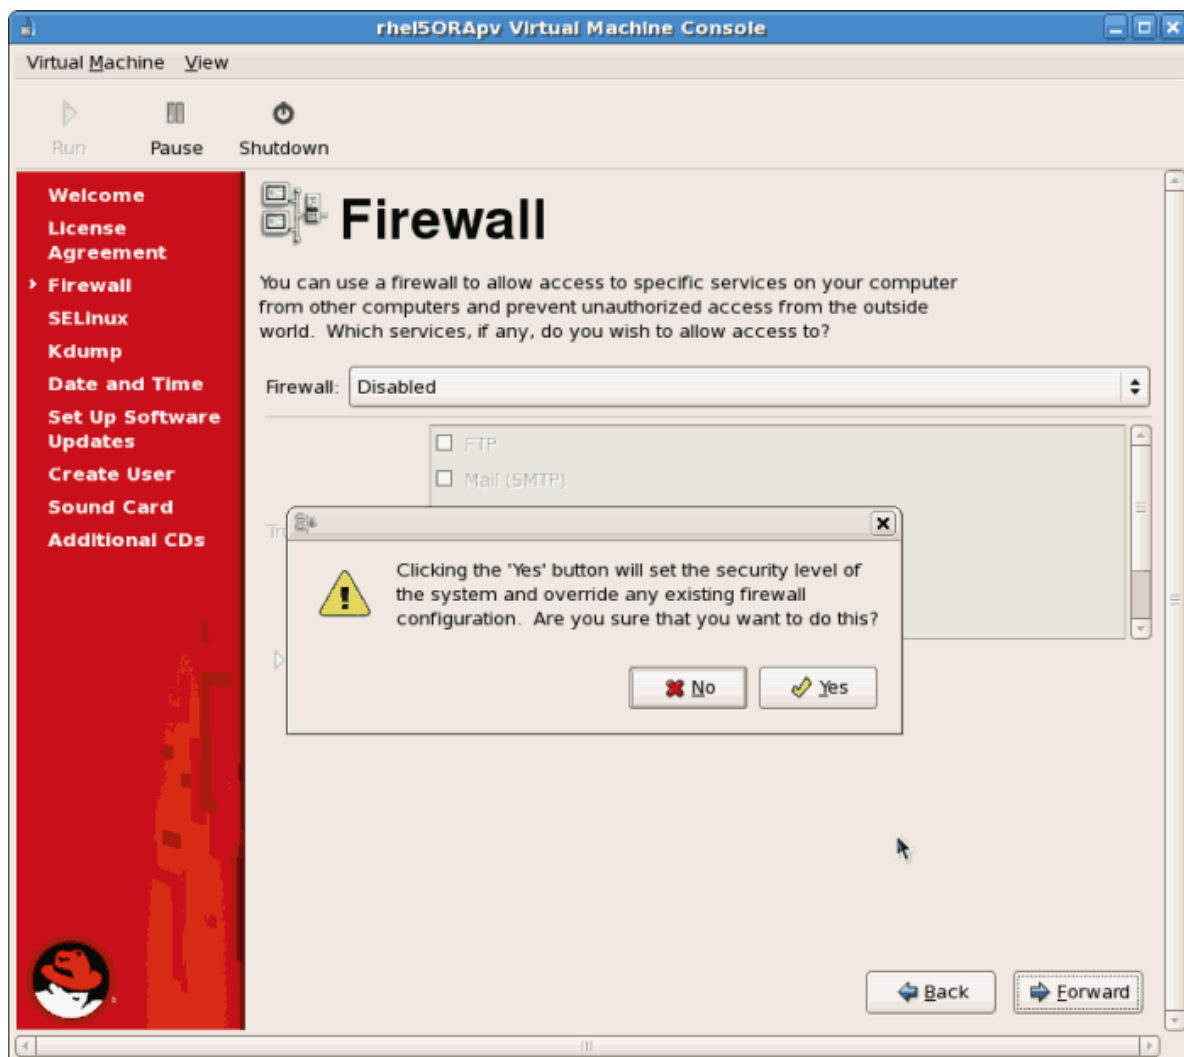 rhel5ORApv Virtual Machine Console
Virtual Machine View
Run Pause Shutdown
Welcome
License
Agreement
Firewall
SELinux
Kdump
Date and Time
Set Up Software
Updates
Create User
Sound Card
Additional CDs
Firewall
You can use a firewall to allow access to specific services on your computer
from other computers and prevent unauthorized access from the outside
world. Which services, if any, do you wish to allow access to?
Firewall: Disabled
FTP
Mail (SMTP)
Clicking the 'Yes' button will set the security level of
the system and override any existing firewall
configuration. Are you sure that you want to do this?
No Yes
Back Forward